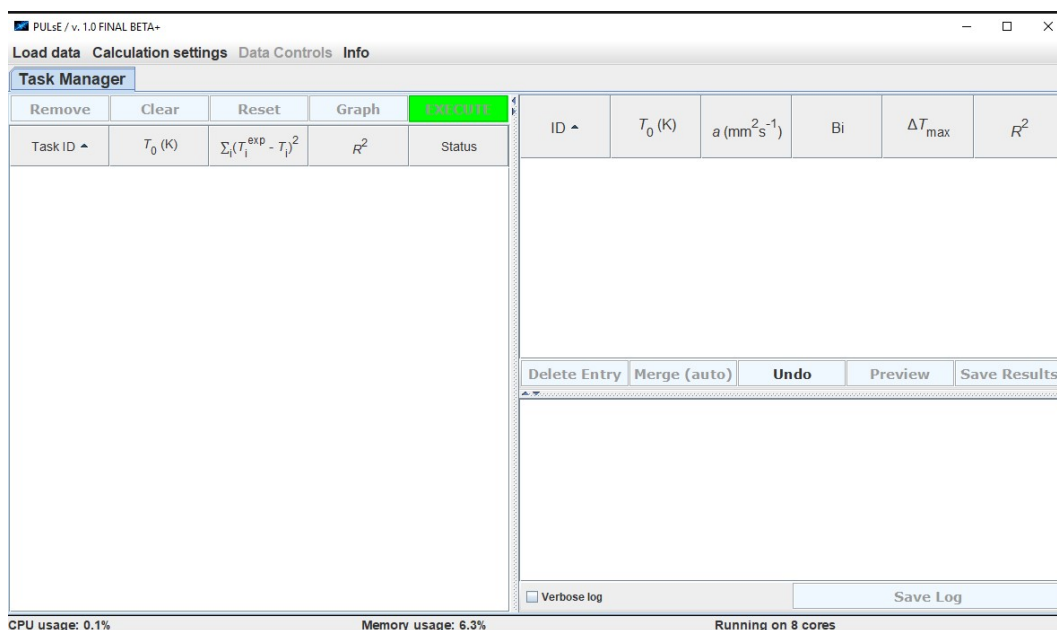 PULsE / v. 1.0 FINAL BETA+
Load data Calculation settings Data Controls Info
Task Manager
Remove Clear Reset Graph EXECUTE
Task ID T0 (K) Σi(Ti^exp - Ti)² R² Status
ID T0 (K) a (mm²s⁻¹) Bi ΔTmax R²
Delete Entry Merge (auto) Undo Preview Save Results
Verbose log Save Log
CPU usage: 0.1% Memory usage: 6.3% Running on 8 cores